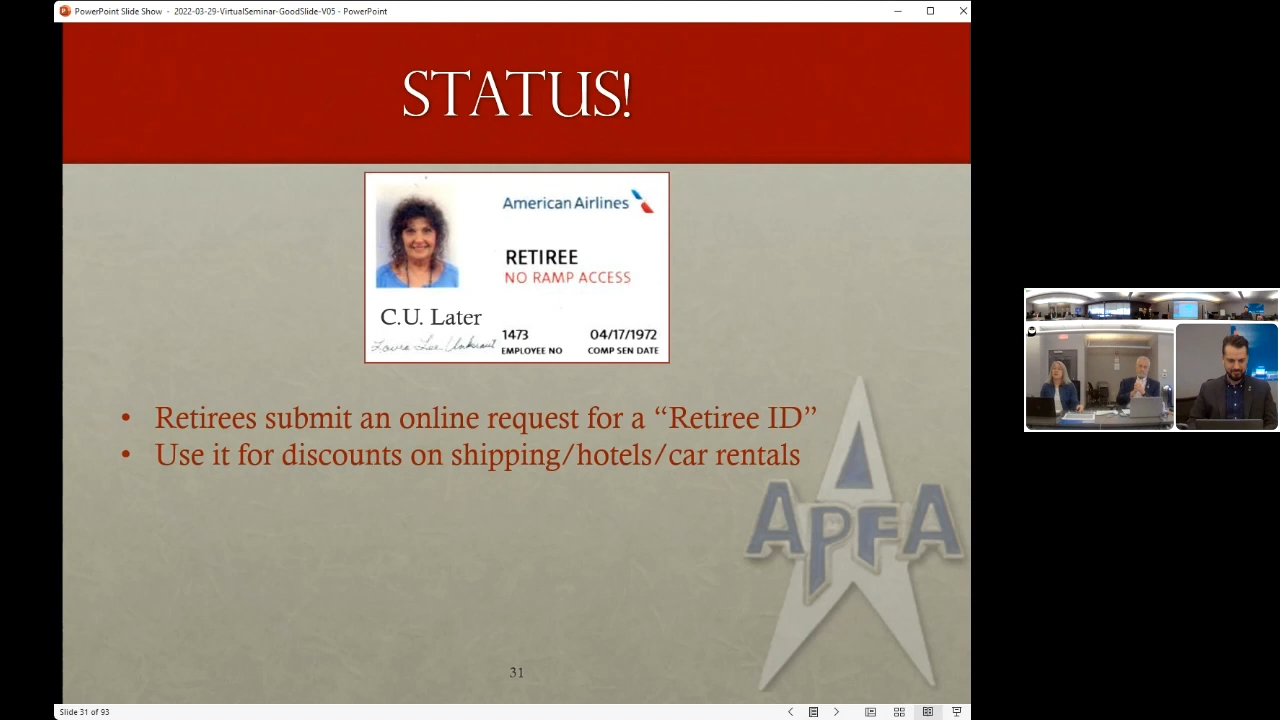 PowerPoint Slide Show - 2022-03-29-VirtualSeminar-GoodSlide-V05 - PowerPoint
STATUS!
American Airlines
RETIREE
NO RAMP ACCESS
C.U. Later
1473 04/17/1972
EMPLOYEE NO COMP SEN DATE
• Retirees submit an online request for a “Retiree ID”
• Use it for discounts on shipping/hotels/car rentals
APFA
31
Slide 31 of 93